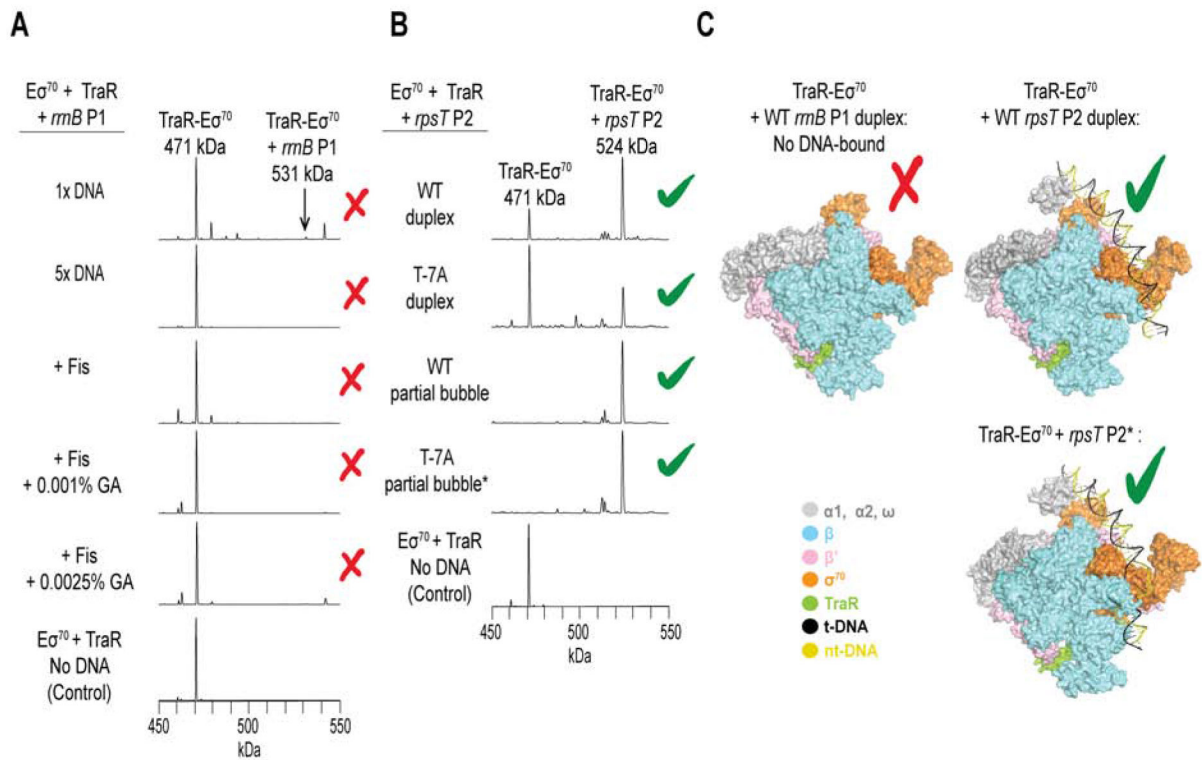 A
Eσ⁷⁰ + TraR
+ rrnB P1
TraR-Eσ⁷⁰
471 kDa
TraR-Eσ⁷⁰
+ rrnB P1
531 kDa
1x DNA
5x DNA
+ Fis
+ Fis
+ 0.001% GA
+ Fis
+ 0.0025% GA
Eσ⁷⁰ + TraR
No DNA
(Control)
450 500 550
kDa
B
Eσ⁷⁰ + TraR
+ rpsT P2
TraR-Eσ⁷⁰
471 kDa
TraR-Eσ⁷⁰
+ rpsT P2
524 kDa
WT
duplex
T-7A
duplex
WT
partial bubble
T-7A
partial bubble*
Eσ⁷⁰ + TraR
No DNA
(Control)
450 500 550
kDa
C
TraR-Eσ⁷⁰
+ WT rrnB P1 duplex:
No DNA-bound
TraR-Eσ⁷⁰
+ WT rpsT P2 duplex:
TraR-Eσ⁷⁰ + rpsT P2* :
α1, α2, ω
β
β'
σ⁷⁰
TraR
t-DNA
nt-DNA